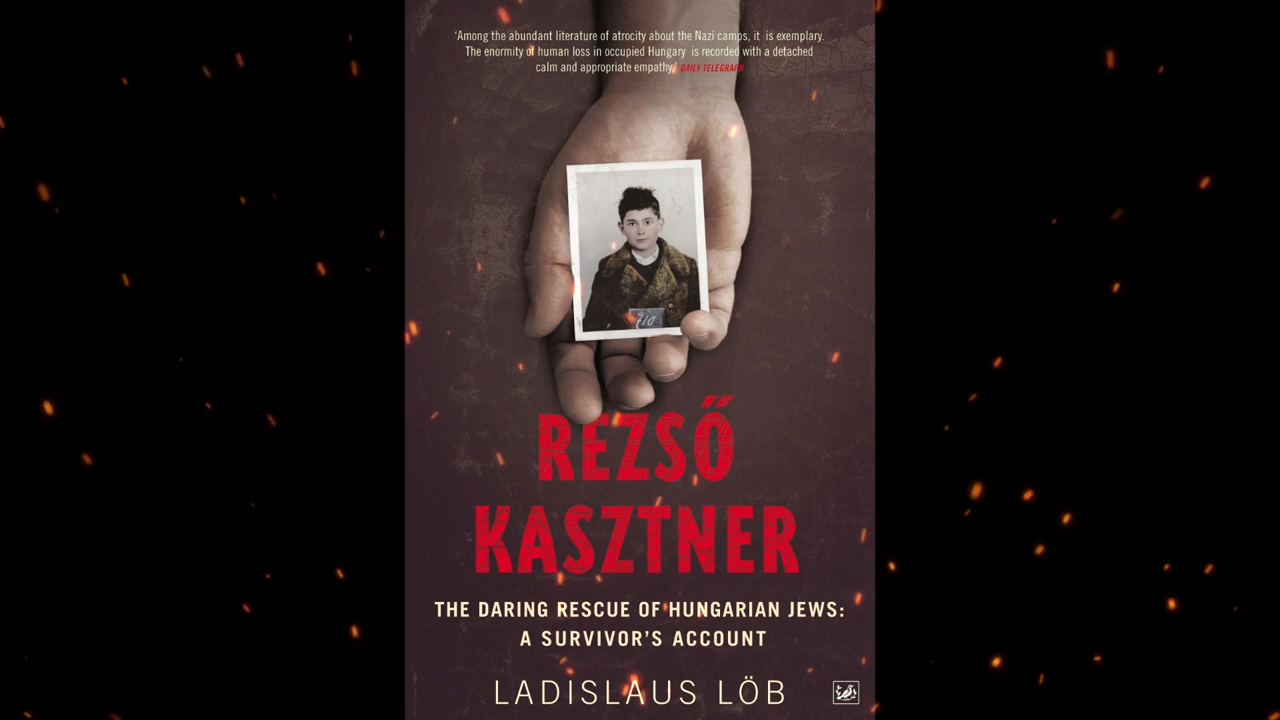 ‘Among the abundant literature of atrocity about the Nazi camps, it is exemplary.
The enormity of human loss in occupied Hungary is recorded with a detached
calm and appropriate empathy.’ DAILY TELEGRAPH
910
REZSŐ
KASZTNER
THE DARING RESCUE OF HUNGARIAN JEWS:
A SURVIVOR’S ACCOUNT
LADISLAUS LÖB